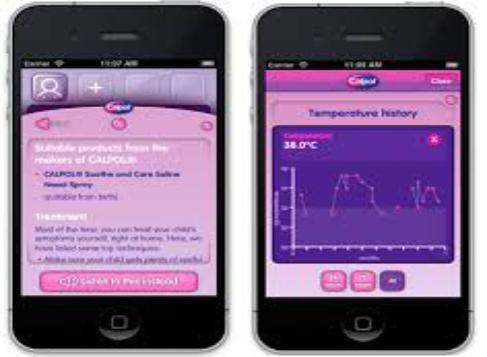 Carrier
11:07 AM
+
Calpol
Suitable products from the
makers of CALPOL®
• CALPOL® Soothe and Care Saline
Nasal Spray
(suitable from birth)
Treatment
Most of the time, you can treat your child's
symptoms yourself, right at home. Here, we
have listed some top techniques:
• Make sure your child gets plenty of
Listen to this instead
Carrier
11:08 AM
Calpol
Close
Temperature history
Temperature
38.0°C
X
All